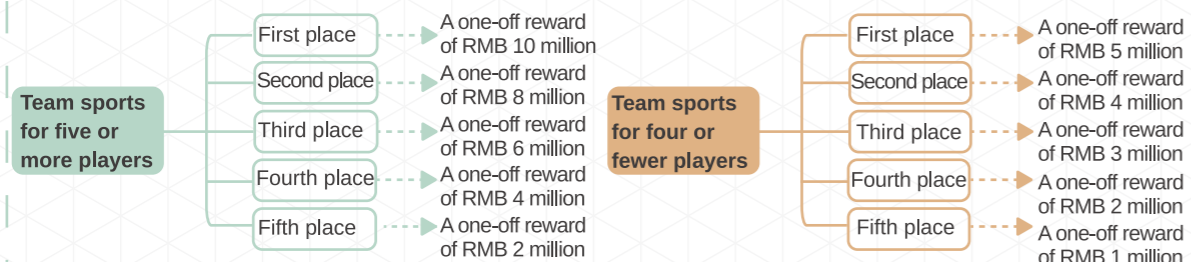 Team sports
for five or
more players
First place
A one-off reward
of RMB 10 million
Second place
A one-off reward
of RMB 8 million
Third place
A one-off reward
of RMB 6 million
Fourth place
A one-off reward
of RMB 4 million
Fifth place
A one-off reward
of RMB 2 million
Team sports
for four or
fewer players
First place
A one-off reward
of RMB 5 million
Second place
A one-off reward
of RMB 4 million
Third place
A one-off reward
of RMB 3 million
Fourth place
A one-off reward
of RMB 2 million
Fifth place
A one-off reward
of RMB 1 million